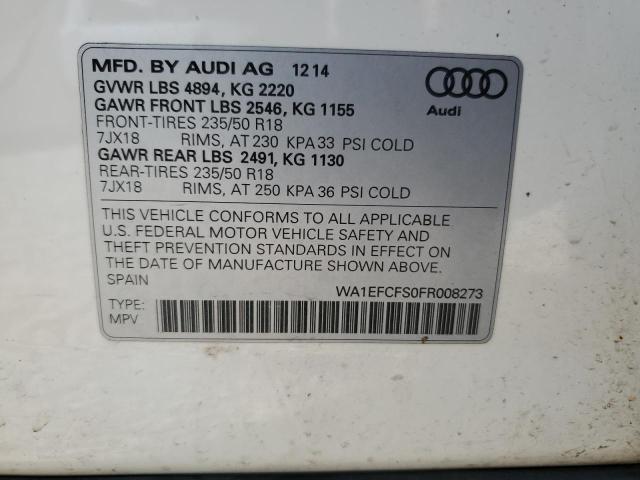 MFD. BY AUDI AG 12 14
GVWR LBS 4894, KG 2220
GAWR FRONT LBS 2546, KG 1155
FRONT-TIRES 235/50 R18
7JX18 RIMS, AT 230 KPA 33 PSI COLD
GAWR REAR LBS 2491, KG 1130
REAR-TIRES 235/50 R18
7JX18 RIMS, AT 250 KPA 36 PSI COLD
Audi
THIS VEHICLE CONFORMS TO ALL APPLICABLE
U.S. FEDERAL MOTOR VEHICLE SAFETY AND
THEFT PREVENTION STANDARDS IN EFFECT ON
THE DATE OF MANUFACTURE SHOWN ABOVE.
SPAIN
WA1EFCFS0FR008273
TYPE:
MPV